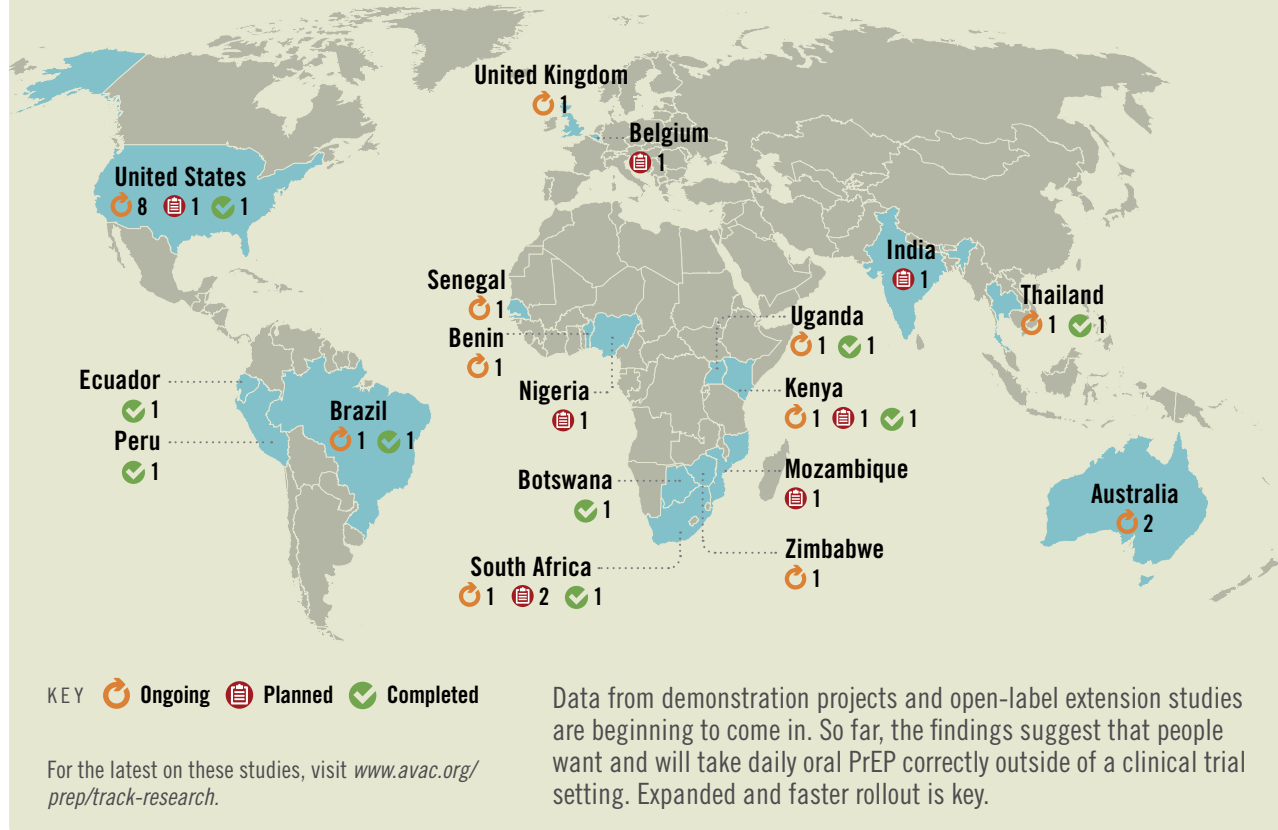 United Kingdom
1
Belgium
1
United States
8 1 1
India
1
Senegal
1
Thailand
1 1
Uganda
1 1
Benin
1
Ecuador
1
Nigeria
1
Kenya
1 1 1
Brazil
1 1
Peru
1
Botswana
1
Mozambique
1
Australia
2
Zimbabwe
1
South Africa
1 2 1
KEY Ongoing Planned Completed
For the latest on these studies, visit www.avac.org/
prep/track-research.
Data from demonstration projects and open-label extension studies
are beginning to come in. So far, the findings suggest that people
want and will take daily oral PrEP correctly outside of a clinical trial
setting. Expanded and faster rollout is key.